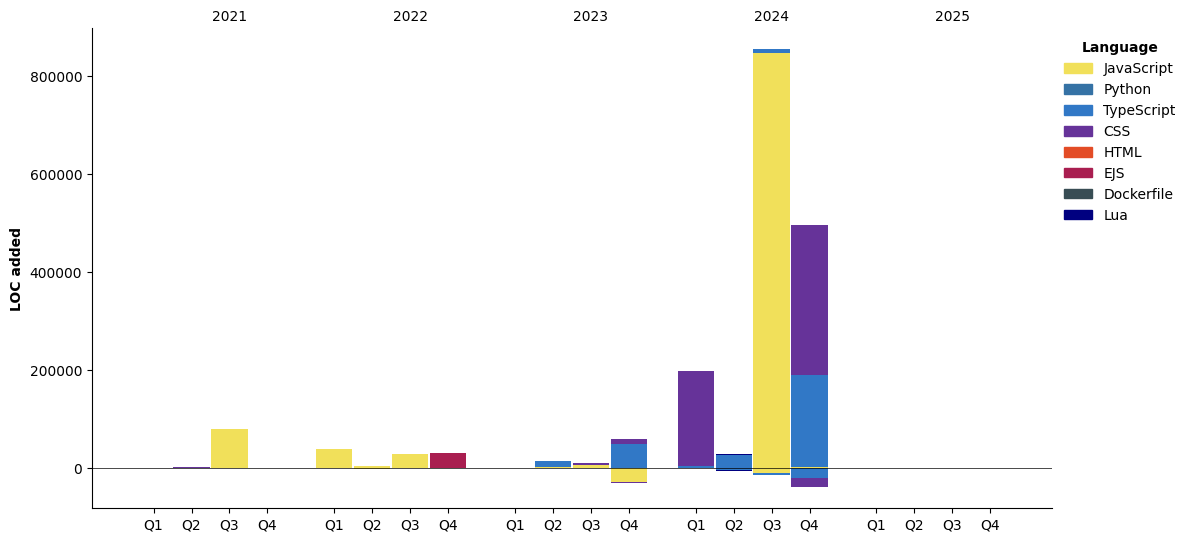 2021 2022 2023 2024 2025
Language
JavaScript
Python
TypeScript
CSS
HTML
EJS
Dockerfile
Lua
LOC added
800000
600000
400000
200000
0
Q1 Q2 Q3 Q4 Q1 Q2 Q3 Q4 Q1 Q2 Q3 Q4 Q1 Q2 Q3 Q4 Q1 Q2 Q3 Q4